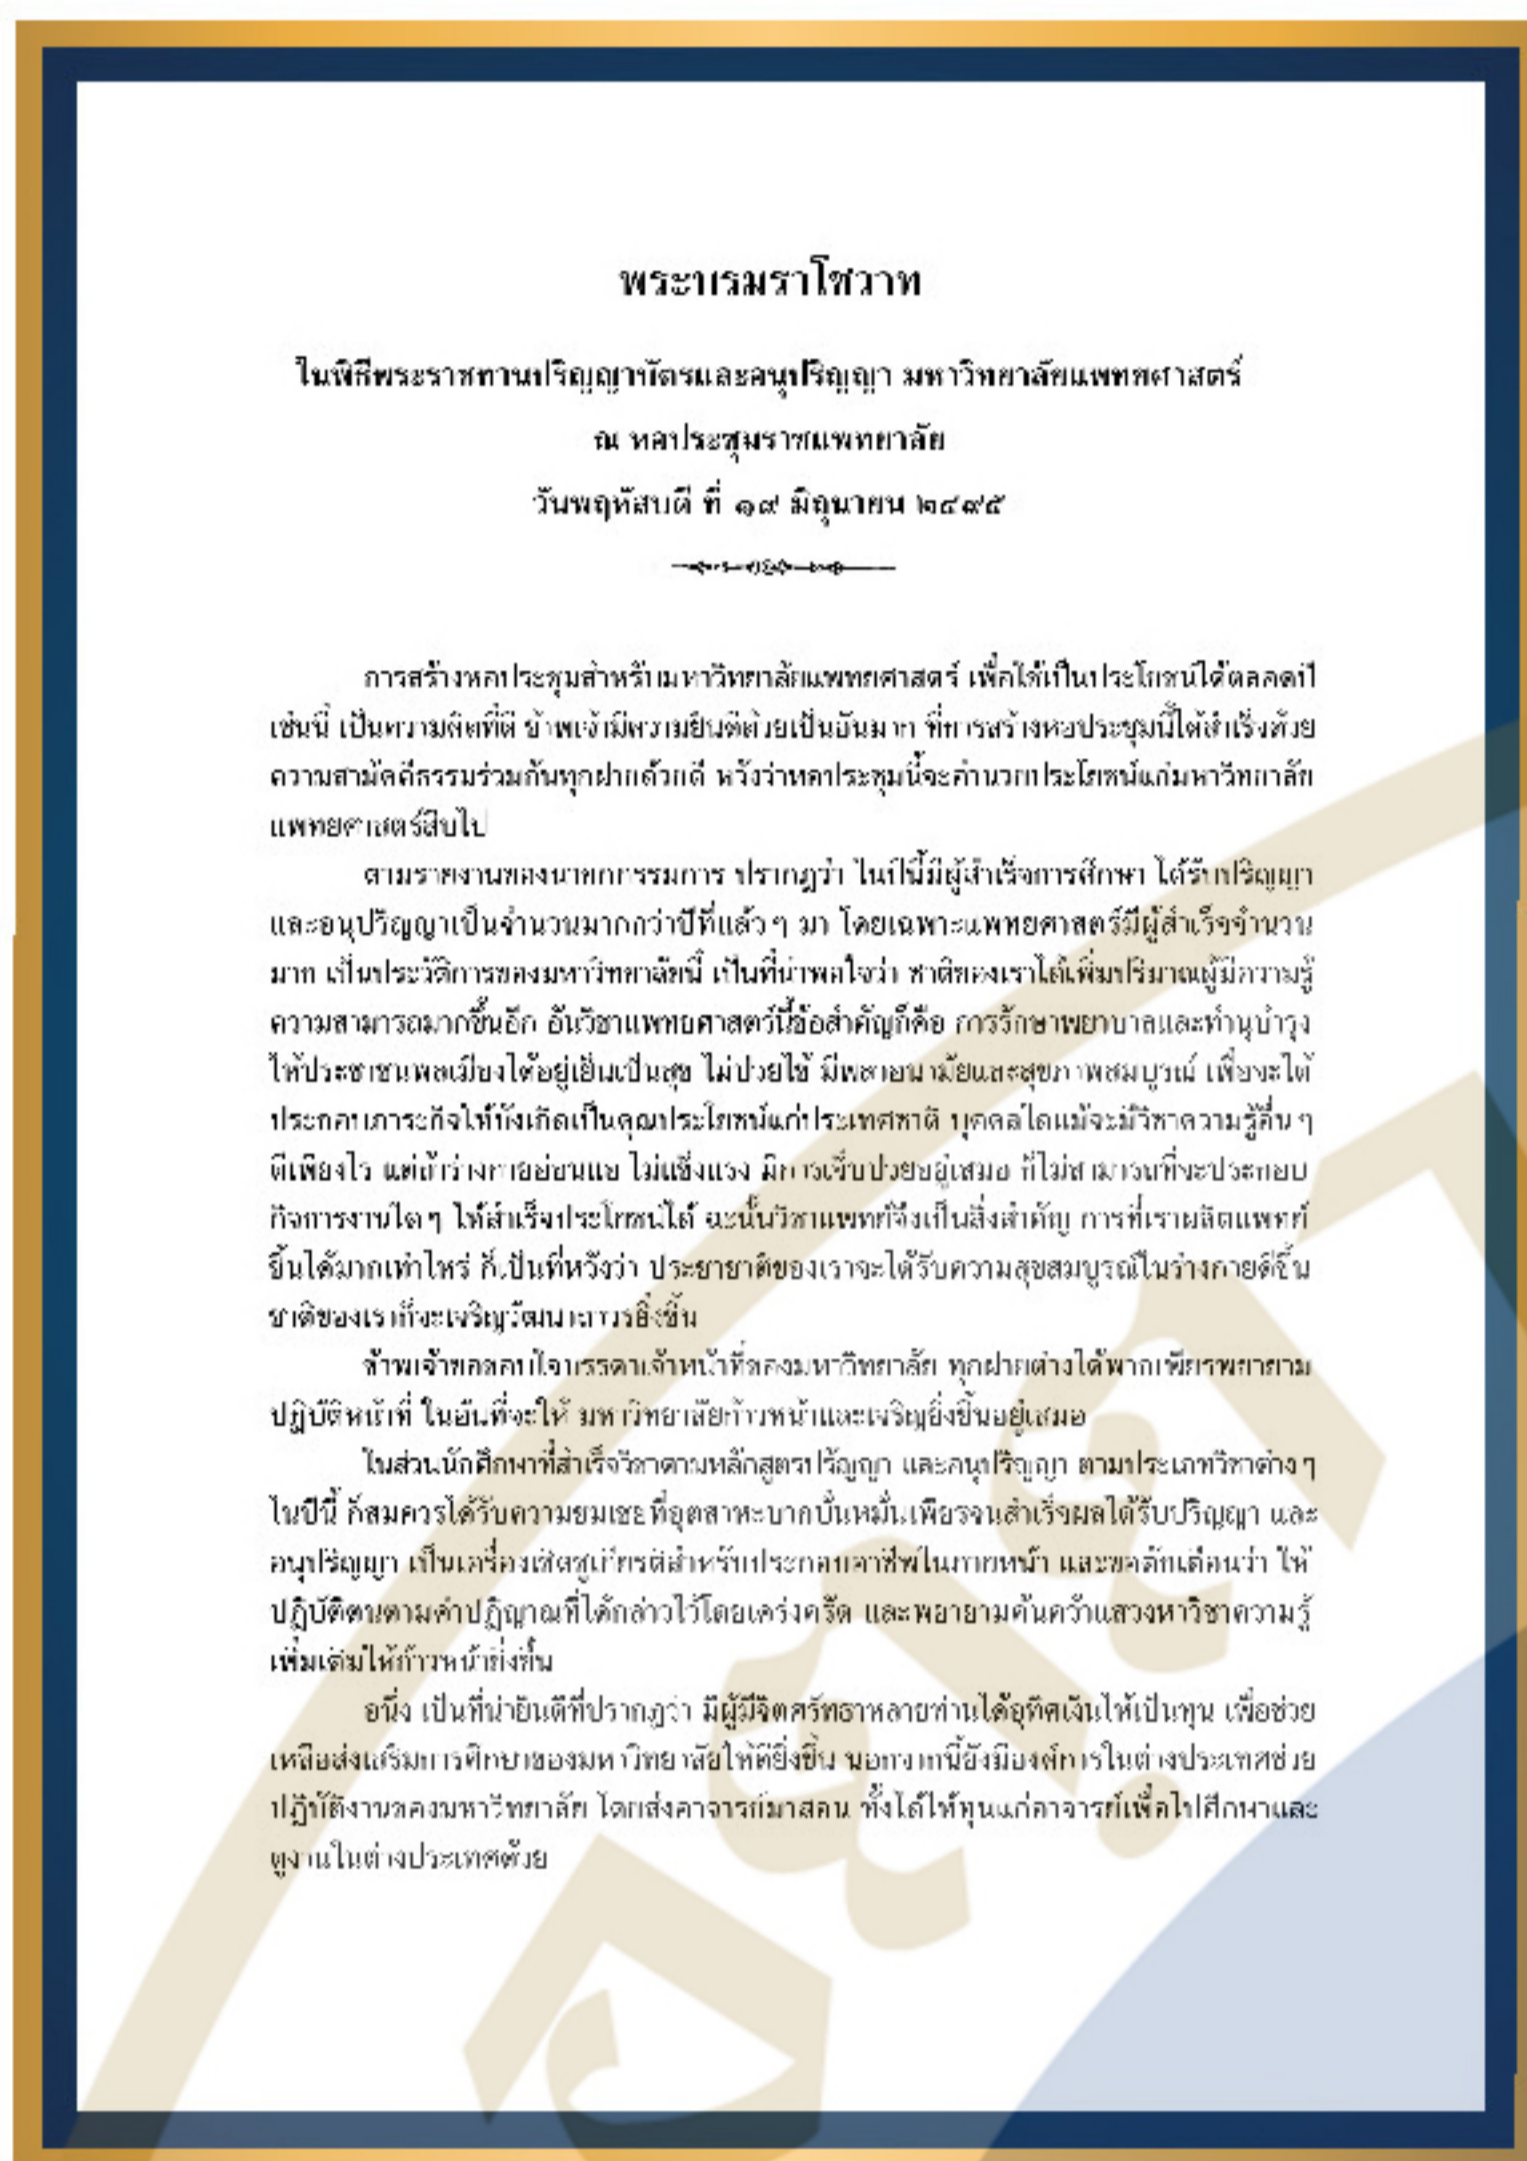 พระบรมราโชวาท
ในพิธีพระราชทานปริญญาบัตรและอนุปริญญา มหาวิทยาลัยแพทยศาสตร์
ณ หอประชุมราชแพทยาลัย
วันพฤหัสบดี ที่ ๑๙ มิถุนายน ๒๔๙๕
การสร้างหอประชุมสำหรับมหาวิทยาลัยแพทยศาสตร์ เพื่อใช้เป็นประโยชน์ได้ตลอดปี
เช่นนี้ เป็นความคิดที่ดี ข้าพเจ้ามีความยินดีด้วยเป็นอันมาก ที่การสร้างหอประชุมนี้ได้สำเร็จด้วย
ความสามัคคีธรรมร่วมกันทุกฝ่ายด้วยดี หวังว่าหอประชุมนี้จะอำนวยประโยชน์แก่มหาวิทยาลัย
แพทยศาสตร์สืบไป
ตามรายงานของนายกกรรมการ ปรากฏว่า ในปีนี้มีผู้สำเร็จการศึกษา ได้รับปริญญา
และอนุปริญญาเป็นจำนวนมากกว่าปีที่แล้ว ๆ มา โดยเฉพาะแพทยศาสตร์มีผู้สำเร็จจำนวน
มาก เป็นประวัติการของมหาวิทยาลัยนี้ เป็นที่น่าพอใจว่า ชาติของเราได้เพิ่มปริมาณผู้มีความรู้
ความสามารถมากขึ้นอีก อันวิชาแพทยศาสตร์นี้ข้อสำคัญก็คือ การรักษาพยาบาลและทำนุบำรุง
ให้ประชาชนพลเมืองได้อยู่เย็นเป็นสุข ไม่ป่วยไข้ มีพลานามัยและสุขภาพสมบูรณ์ เพื่อจะได้
ประกอบภาระกิจให้บังเกิดเป็นคุณประโยชน์แก่ประเทศชาติ บุคคลใดแม้จะมีวิชาความรู้อื่น ๆ
ดีเพียงไร แต่ถ้าร่างกายอ่อนแอ ไม่แข็งแรง มีการเจ็บป่วยอยู่เสมอ ก็ไม่สามารถที่จะประกอบ
กิจการงานใด ๆ ให้สำเร็จประโยชน์ได้ ฉะนั้นวิชาแพทย์จึงเป็นสิ่งสำคัญ การที่เราผลิตแพทย์
ขึ้นได้มากเท่าไหร่ ก็เป็นที่หวังว่า ประชาชาติของเราจะได้รับความสุขสมบูรณ์ในร่างกายดีขึ้น
ชาติของเราก็จะเจริญวัฒนาถาวรยิ่งขึ้น
ข้าพเจ้าขอขอบใจบรรดาเจ้าหน้าที่ของมหาวิทยาลัย ทุกฝ่ายต่างได้พากเพียรพยายาม
ปฏิบัติหน้าที่ ในอันที่จะให้ มหาวิทยาลัยก้าวหน้าและเจริญยิ่งขึ้นอยู่เสมอ
ในส่วนนักศึกษาที่สำเร็จวิชาตามหลักสูตรปริญญา และอนุปริญญา ตามประเภทวิชาต่าง ๆ
ในปีนี้ ก็สมควรได้รับความชมเชยที่อุตสาหะบากบั่นหมั่นเพียรจนสำเร็จผลได้รับปริญญา และ
อนุปริญญา เป็นเครื่องเชิดชูเกียรติสำหรับประกอบอาชีพในภายหน้า และขอตักเตือนว่า ให้
ปฏิบัติตนตามคำปฏิญาณที่ได้กล่าวไว้โดยเคร่งครัด และพยายามค้นคว้าแสวงหาวิชาความรู้
เพิ่มเติมให้ก้าวหน้ายิ่งขึ้น
อนึ่ง เป็นที่น่ายินดีที่ปรากฏว่า มีผู้มีจิตศรัทธาหลายท่านได้อุทิศเงินให้เป็นทุน เพื่อช่วย
เหลือส่งเสริมการศึกษาของมหาวิทยาลัยให้ดียิ่งขึ้น นอกจากนี้ยังมีองค์การในต่างประเทศช่วย
ปฏิบัติงานของมหาวิทยาลัย โดยส่งอาจารย์มาสอน ทั้งได้ให้ทุนแก่อาจารย์เพื่อไปศึกษาและ
ดูงานในต่างประเทศด้วย